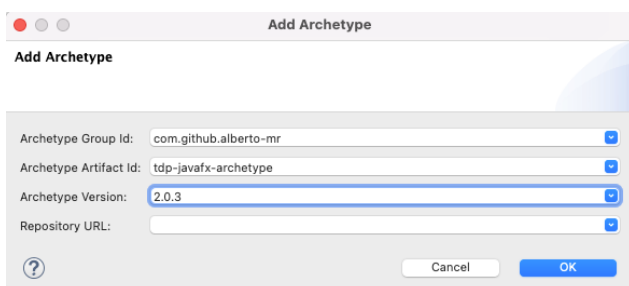 Add Archetype
Add Archetype
Archetype Group Id: com.github.alberto-mr
Archetype Artifact Id: tdp-javafx-archetype
Archetype Version: 2.0.3
Repository URL:
? Cancel OK